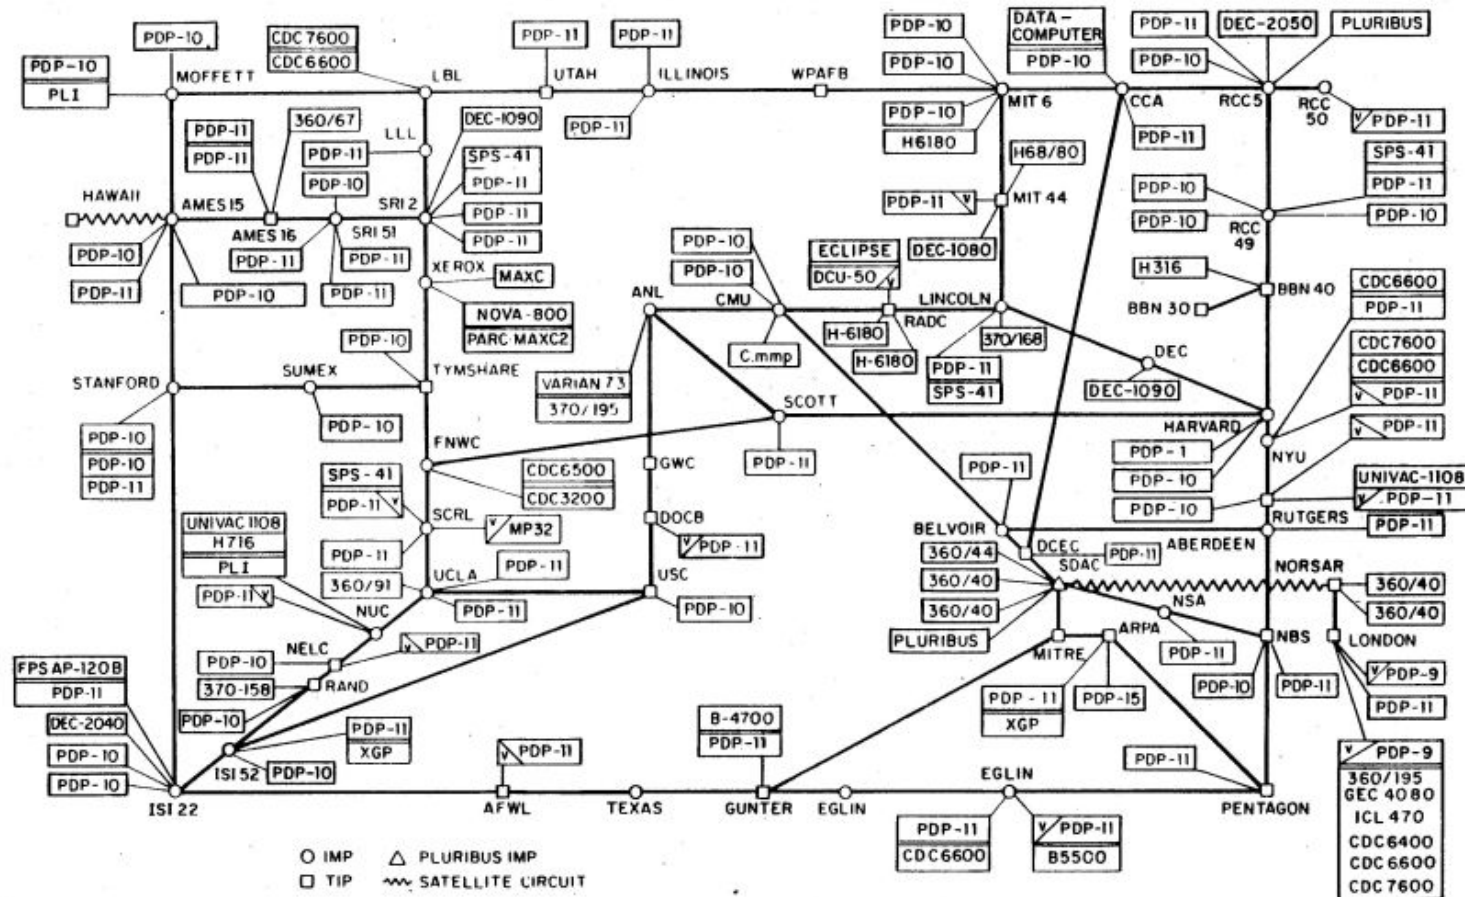 PDP-10
CDC 7600
CDC 6600
PDP-11
PDP-11
PDP-10
DATA-
COMPUTER
PDP-10
PDP-11
DEC-2050
PLURIBUS
PDP-10
PLI
MOFFETT
LBL
UTAH
ILLINOIS
WPAFB
PDP-10
PDP-10
PDP-10
H6180
MIT 6
CCA
RCC 5
RCC
50
PDP-11
PDP-11
V PDP-11
PDP-11
PDP-11
360/67
LLL
PDP-11
PDP-10
DEC-1090
SPS-41
PDP-11
PDP-11
PDP-11
H68/80
PDP-11 V
MIT 44
DEC-1080
SPS-41
PDP-11
PDP-10
PDP-10
PDP-10
RCC
49
HAWAII
AMES 15
AMES 16
SRI 51
SRI 2
PDP-10
PDP-11
PDP-10
PDP-11
PDP-11
PDP-11
XEROX
MAXC
NOVA-800
PARC MAXC2
PDP-10
PDP-10
ECLIPSE
DCU-50 V
ANL
CMU
RADC
LINCOLN
C.mmp
H-6180
H-6180
370/168
PDP-11
SPS-41
H316
BBN 40
BBN 30
DEC
DEC-1090
CDC6600
PDP-11
CDC7600
CDC6600
V PDP-11
V PDP-11
PDP-10
STANFORD
SUMEX
TYMSHARE
PDP-10
PDP-10
PDP-10
PDP-11
VARIAN 73
370/195
SCOTT
PDP-11
HARVARD
PDP-1
PDP-10
NYU
PDP-10
UNIVAC-1108
V PDP-11
PDP-11
RUTGERS
FNWC
CDC6500
CDC3200
GWC
SPS-41
PDP-11 V
SCRL
V MP32
PDP-11
DOCB
V PDP-11
PDP-11
BELVOIR
DCEC
PDP-11
ABERDEEN
SDAC
360/44
360/40
360/40
PLURIBUS
NORSAR
360/40
360/40
UNIVAC 1108
H716
PLI
PDP-11 V
360/91
UCLA
PDP-11
PDP-11
USC
PDP-10
NUC
NELC
V PDP-11
PDP-10
370-158
RAND
PDP-10
NSA
PDP-11
MITRE
ARPA
NBS
LONDON
PDP-11
XGP
PDP-15
PDP-10
PDP-11
V PDP-9
PDP-11
FPS AP-120B
PDP-11
DEC-2040
PDP-10
PDP-10
PDP-11
XGP
ISI 52
PDP-10
ISI 22
V PDP-11
AFWL
TEXAS
B-4700
PDP-11
GUNTER
EGLIN
EGLIN
PDP-11
CDC6600
V PDP-11
B5500
PDP-11
PENTAGON
V PDP-9
360/195
GEC 4080
ICL 470
CDC6400
CDC6600
CDC7600
IMP
PLURIBUS IMP
TIP
SATELLITE CIRCUIT